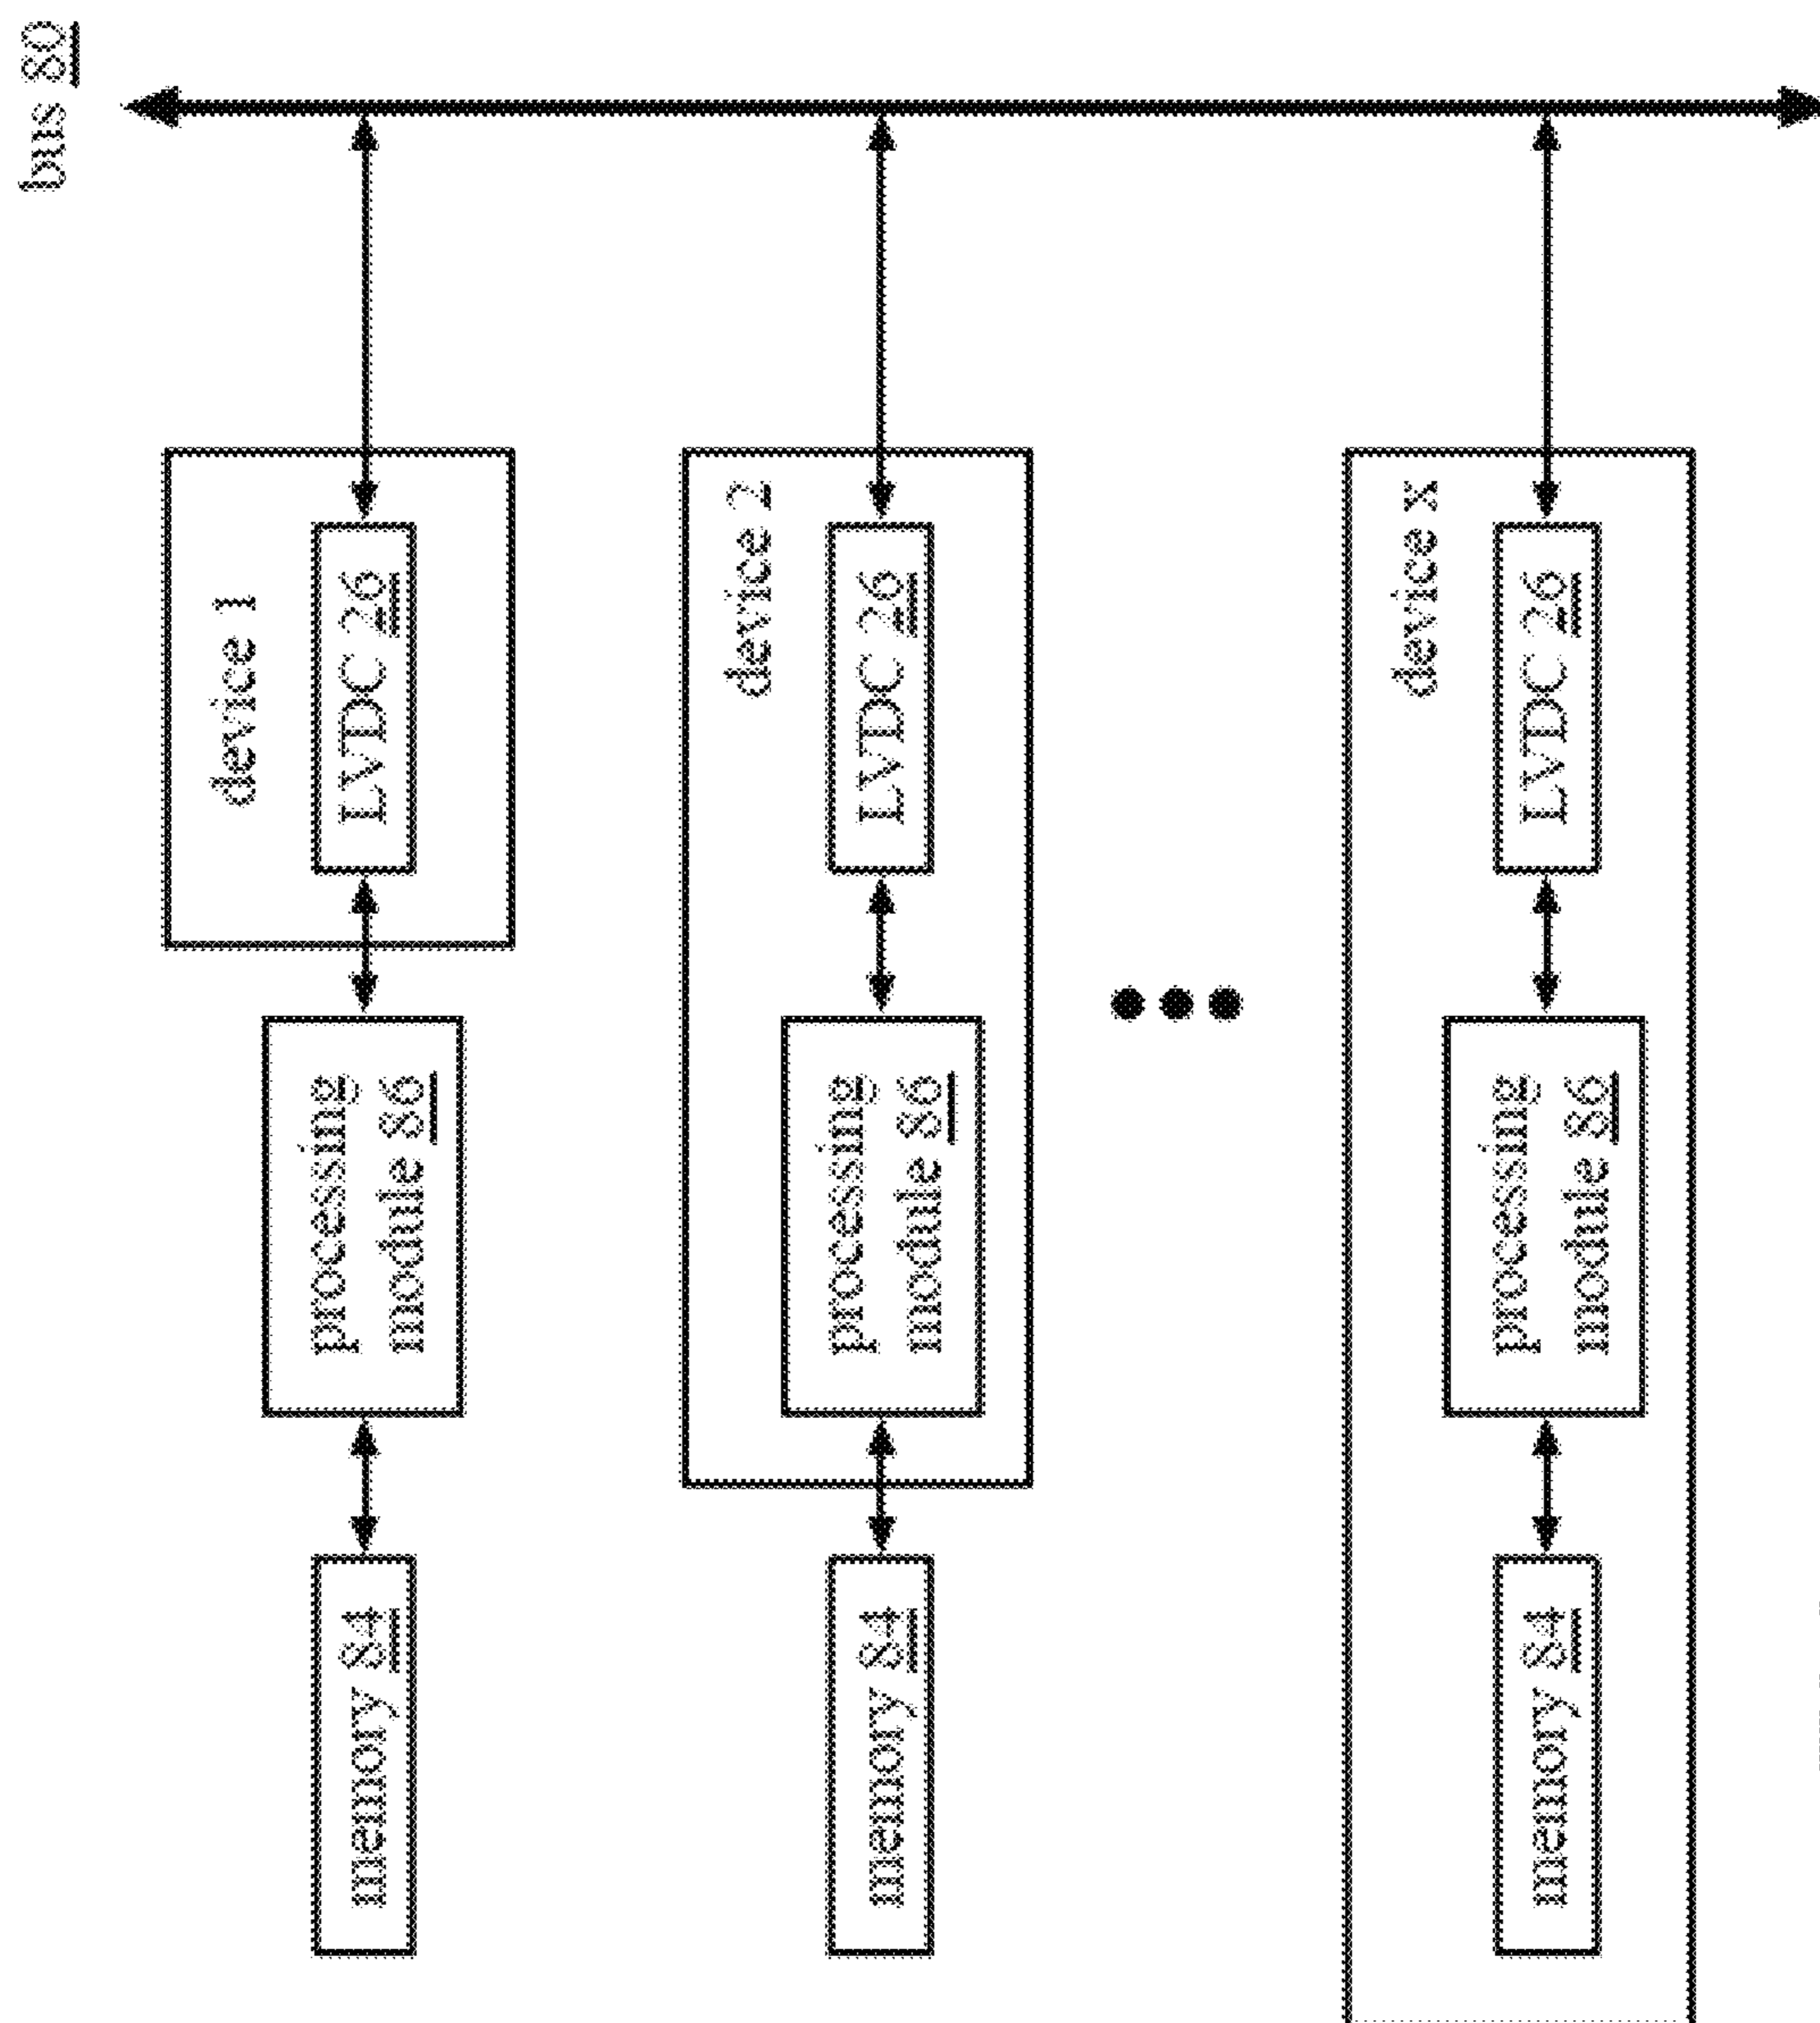 bus 80
device 1
LVDC 26
processing
module 86
memory 84
device 2
LVDC 26
processing
module 86
memory 84
device x
LVDC 26
processing
module 86
memory 84